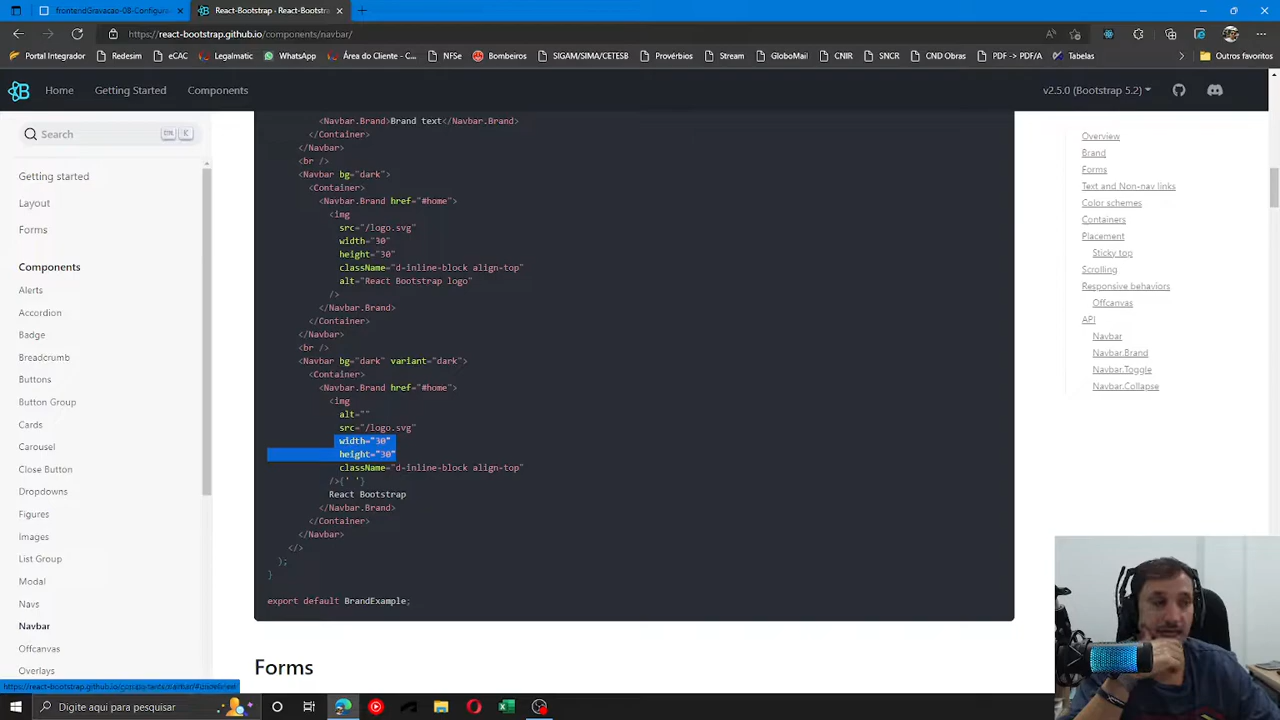 frontendGravacao-08-Configura
React-Bootstrap · React-Bootstra
https://react-bootstrap.github.io/components/navbar/
Portal Integrador
Redesim
eCAC
Legalmatic
WhatsApp
Área do Cliente - C...
NFSe
Bombeiros
SIGAM/SIMA/CETESB
Provérbios
Stream
GloboMail
CNIR
SNCR
CND Obras
PDF -> PDF/A
Tabelas
Outros favoritos
Home
Getting Started
Components
v2.5.0 (Bootstrap 5.2)
Search
Ctrl K
Getting started
Layout
Forms
Components
Alerts
Accordion
Badge
Breadcrumb
Buttons
Button Group
Cards
Carousel
Close Button
Dropdowns
Figures
Images
List Group
Modal
Navs
Navbar
Offcanvas
Overlays
<Navbar.Brand>Brand text</Navbar.Brand>
</Container>
</Navbar>
<br />
<Navbar bg="dark">
<Container>
<Navbar.Brand href="#home">
<img
src="/logo.svg"
width="30"
height="30"
className="d-inline-block align-top"
alt="React Bootstrap logo"
/>
</Navbar.Brand>
</Container>
</Navbar>
<br />
<Navbar bg="dark" variant="dark">
<Container>
<Navbar.Brand href="#home">
<img
alt=""
src="/logo.svg"
width="30"
height="30"
className="d-inline-block align-top"
/>{' '}
React Bootstrap
</Navbar.Brand>
</Container>
</Navbar>
</>
);
}
export default BrandExample;
Forms
Overview
Brand
Forms
Text and Non-nav links
Color schemes
Containers
Placement
Sticky top
Scrolling
Responsive behaviors
Offcanvas
API
Navbar
Navbar.Brand
Navbar.Toggle
Navbar.Collapse
Digite aqui para pesquisar